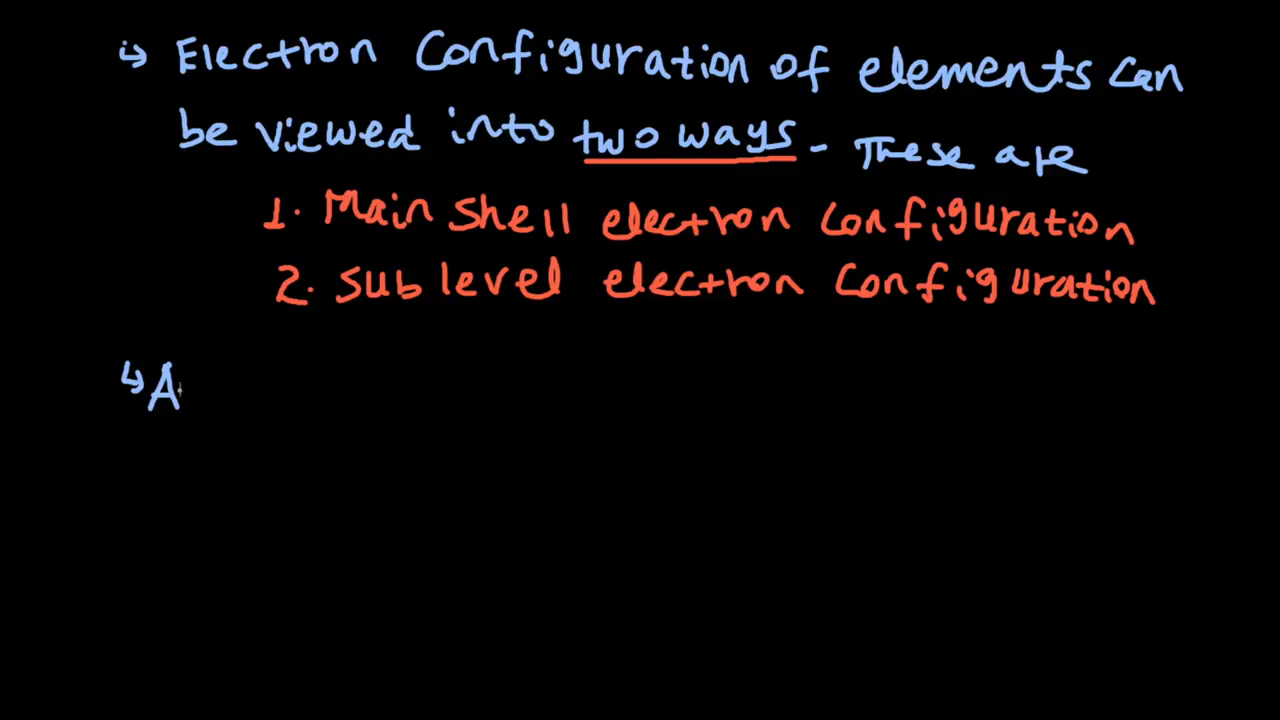 ↳ Electron Configuration of elements can
be viewed into two ways - These are
1. Main Shell electron configuration
2. sub level electron configuration
↳ A